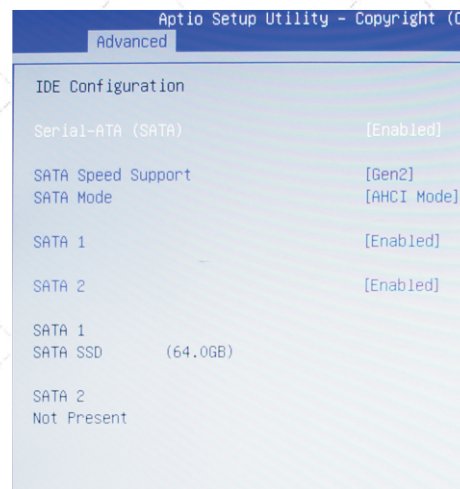 Aptio Setup Utility – Copyright (C
Advanced
IDE Configuration
Serial-ATA (SATA) [Enabled]
SATA Speed Support [Gen2]
SATA Mode [AHCI Mode]
SATA 1 [Enabled]
SATA 2 [Enabled]
SATA 1
SATA SSD (64.0GB)
SATA 2
Not Present